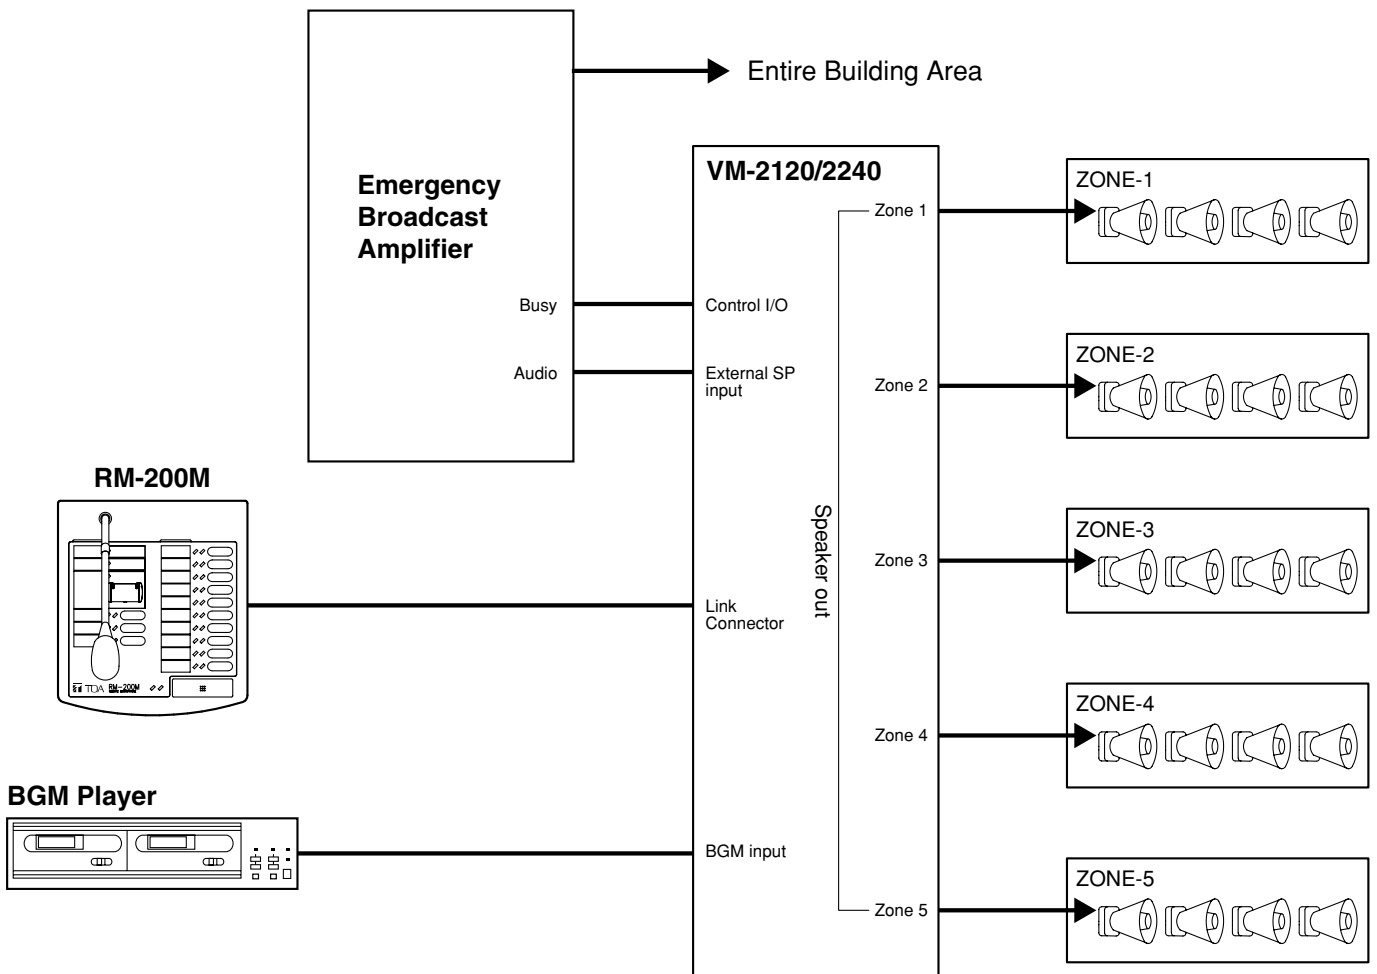 Entire Building Area
VM-2120/2240
Emergency
Broadcast
Amplifier
Busy
Audio
Control I/O
External SP
input
Link
Connector
BGM input
Speaker out
Zone 1
Zone 2
Zone 3
Zone 4
Zone 5
ZONE-1
ZONE-2
ZONE-3
ZONE-4
ZONE-5
RM-200M
TOA RM-200M
BGM Player